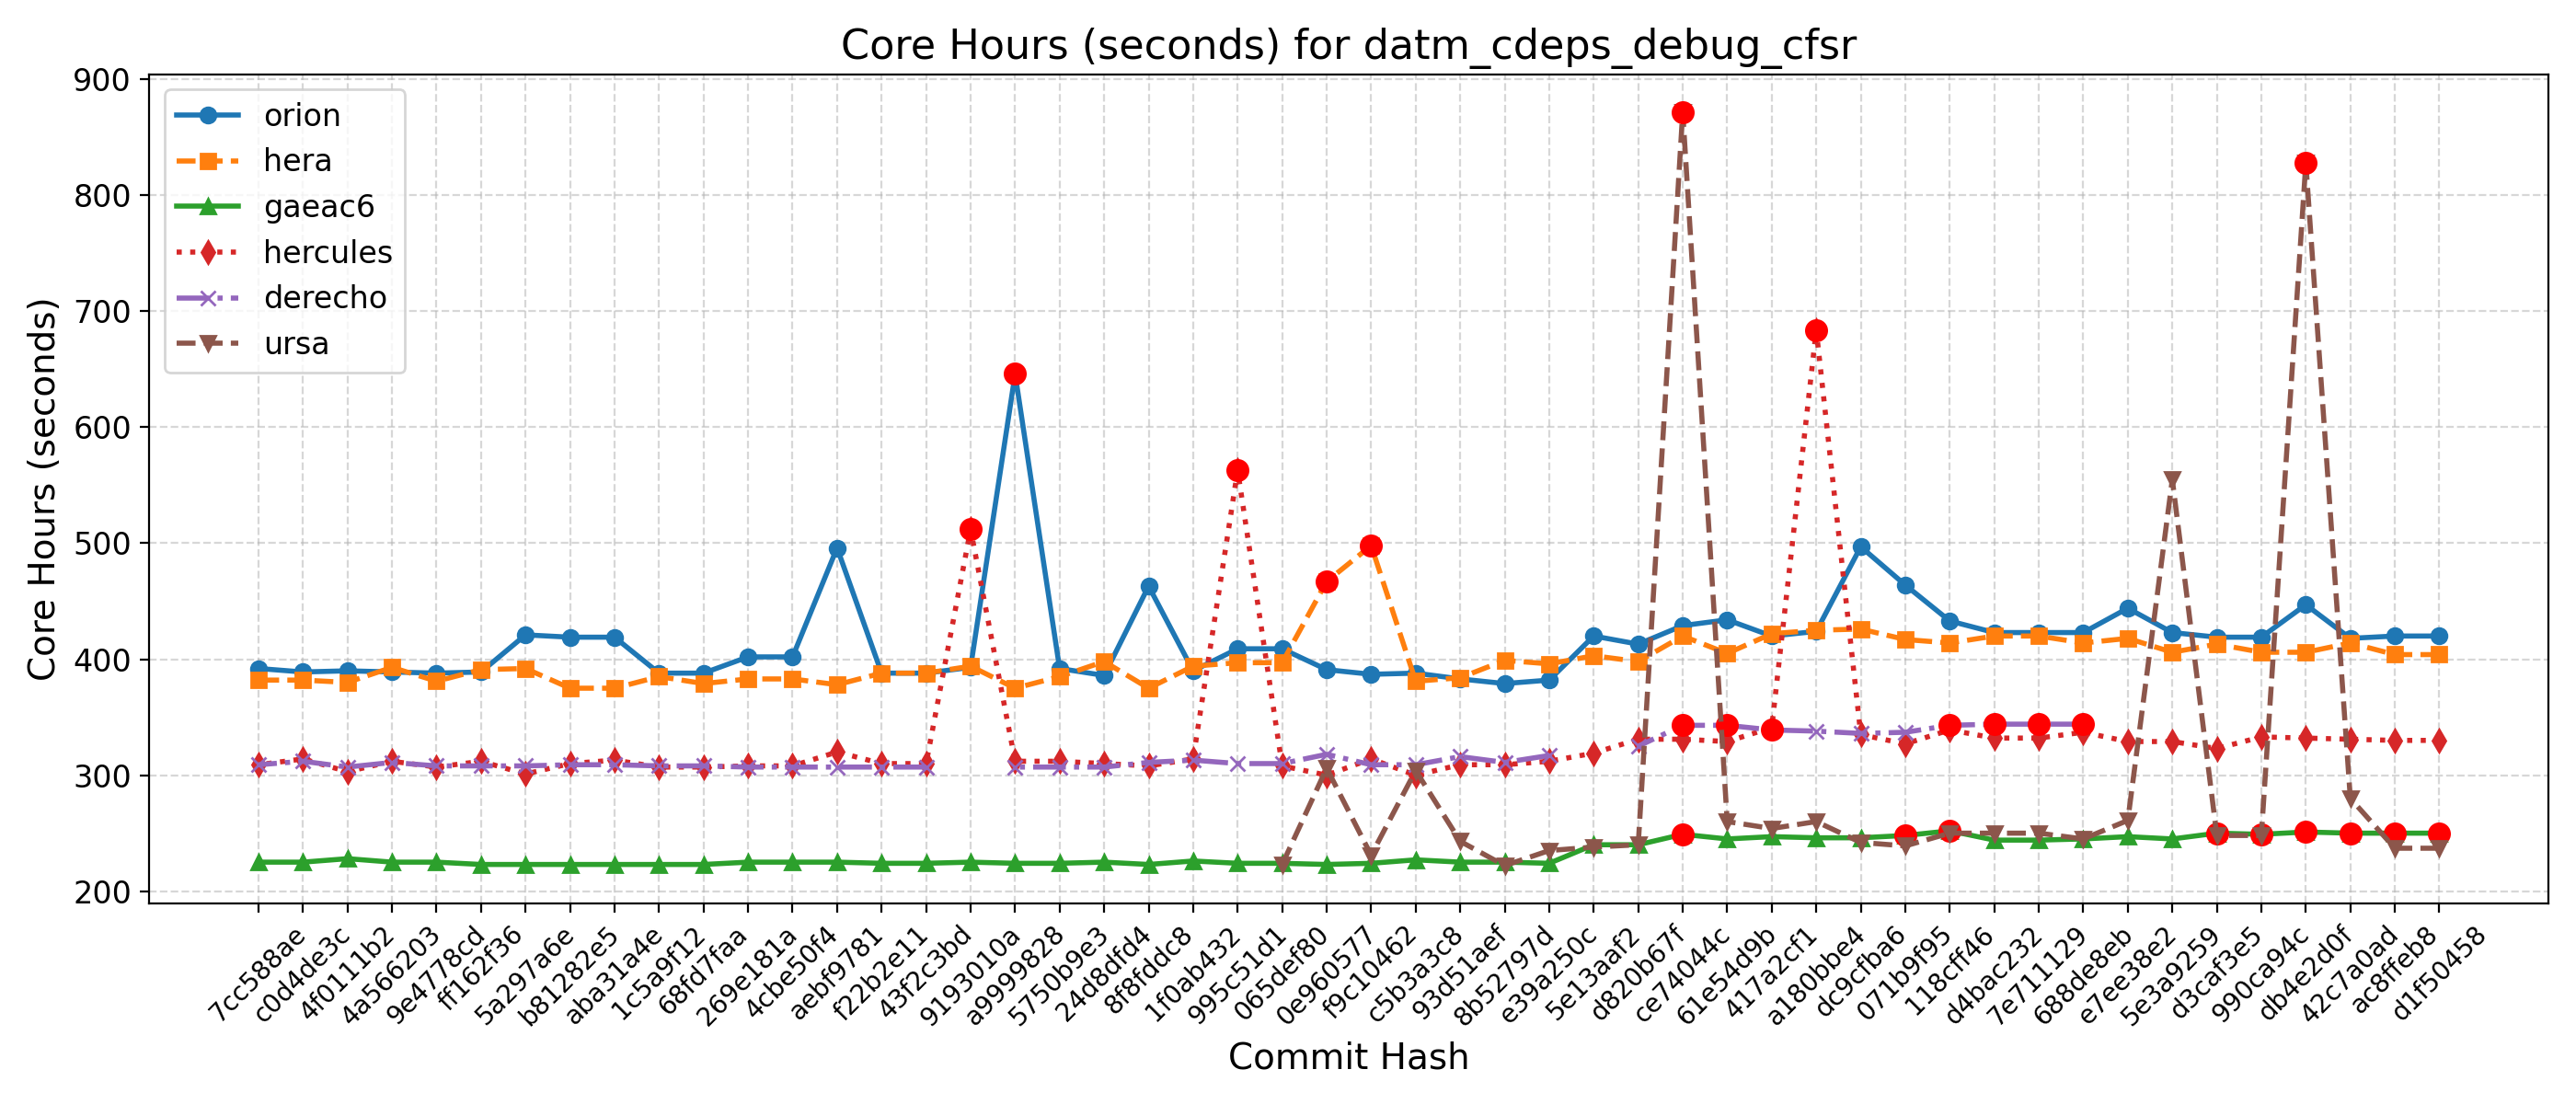 Core Hours (seconds) for datm_cdeps_debug_cfsr
Core Hours (seconds)
900
800
700
600
500
400
300
200
orion
hera
gaeac6
hercules
derecho
ursa
7cc588ae
c0d4de3c
4f0111b2
4a566203
9e4778cd
ff162f36
5a297a6e
b81282e5
aba31a4e
1c5a9f12
68fd7faa
269e181a
4cbe50f4
aebf9781
f22b2e11
43f2c3bd
9193010a
a9999828
5750b9e3
24d8dfd4
8f8fddc8
1f0ab432
995c51d1
065def80
0e960577
f9c10462
c5b3a3c8
93d51aef
8b52797d
e39a250c
5e13aaf2
d820b67f
ce74044c
61e54d9b
417a2cf1
a180bbe4
dc9cfba6
071b9f95
118cff46
d4bac232
7e711129
688de8eb
e7ee38e2
5e3a9259
d3caf3e5
990ca94c
db4e2d0f
42c7a0ad
ac8ffeb8
d1f50458
Commit Hash